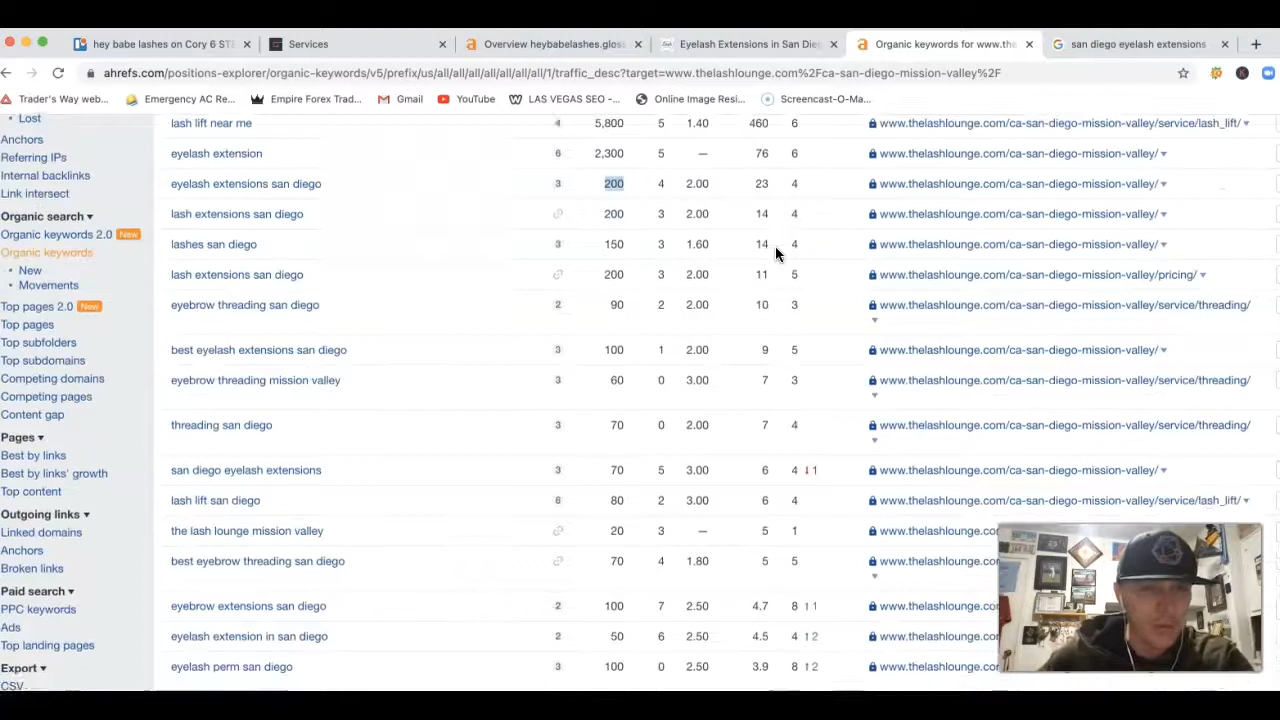 hey babe lashes on Cory 6 STE
Services
Overview heybabelashes.gloss
Eyelash Extensions in San Die
Organic keywords for www.the
san diego eyelash extensions
ahrefs.com/positions-explorer/organic-keywords/v5/prefix/us/all/all/all/all/all/all/all/1/traffic_desc?target=www.thelashlounge.com%2Fca-san-diego-mission-valley%2F
Trader's Way web...
Emergency AC Re...
Empire Forex Trad...
Gmail
YouTube
LAS VEGAS SEO -...
Online Image Resi...
Screencast-O-Ma...
Lost
Anchors
Referring IPs
Internal backlinks
Link intersect
Organic search
Organic keywords 2.0 New
Organic keywords
New
Movements
Top pages 2.0 New
Top pages
Top subfolders
Top subdomains
Competing domains
Competing pages
Content gap
Pages
Best by links
Best by links' growth
Top content
Outgoing links
Linked domains
Anchors
Broken links
Paid search
PPC keywords
Ads
Top landing pages
Export
CSV
lash lift near me 4 5,800 5 1.40 460 6 www.thelashlounge.com/ca-san-diego-mission-valley/service/lash_lift/
eyelash extension 6 2,300 5 — 76 6 www.thelashlounge.com/ca-san-diego-mission-valley/
eyelash extensions san diego 3 200 4 2.00 23 4 www.thelashlounge.com/ca-san-diego-mission-valley/
lash extensions san diego 200 3 2.00 14 4 www.thelashlounge.com/ca-san-diego-mission-valley/
lashes san diego 3 150 3 1.60 14 4 www.thelashlounge.com/ca-san-diego-mission-valley/
lash extensions san diego 200 3 2.00 11 5 www.thelashlounge.com/ca-san-diego-mission-valley/pricing/
eyebrow threading san diego 2 90 2 2.00 10 3 www.thelashlounge.com/ca-san-diego-mission-valley/service/threading/
best eyelash extensions san diego 3 100 1 2.00 9 5 www.thelashlounge.com/ca-san-diego-mission-valley/
eyebrow threading mission valley 3 60 0 3.00 7 3 www.thelashlounge.com/ca-san-diego-mission-valley/service/threading/
threading san diego 3 70 0 2.00 7 4 www.thelashlounge.com/ca-san-diego-mission-valley/service/threading/
san diego eyelash extensions 3 70 5 3.00 6 4 ↓1 www.thelashlounge.com/ca-san-diego-mission-valley/
lash lift san diego 6 80 2 3.00 6 4 www.thelashlounge.com/ca-san-diego-mission-valley/service/lash_lift/
the lash lounge mission valley 20 3 — 5 1 www.thelashlounge.co
best eyebrow threading san diego 70 4 1.80 5 5 www.thelashlounge.co
eyebrow extensions san diego 2 100 7 2.50 4.7 8 ↑1 www.thelashlounge.co
eyelash extension in san diego 2 50 6 2.50 4.5 4 ↑2 www.thelashlounge.co
eyelash perm san diego 3 100 0 2.50 3.9 8 ↑2 www.thelashlounge.co